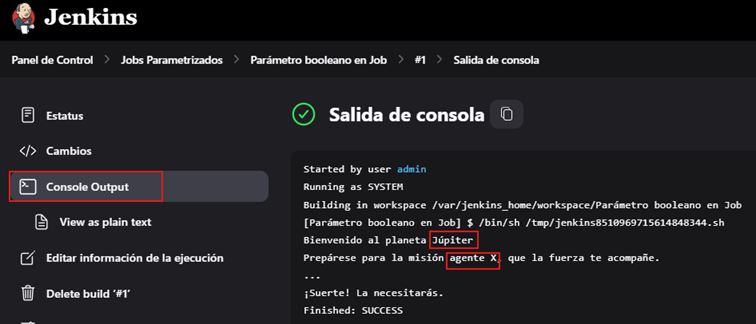 Jenkins
Panel de Control > Jobs Parametrizados > Parámetro booleano en Job > #1 > Salida de consola
Estatus
Cambios
Console Output
View as plain text
Editar información de la ejecución
Delete build ‘#1’
Salida de consola
Started by user admin
Running as SYSTEM
Building in workspace /var/jenkins_home/workspace/Parámetro booleano en Job
[Parámetro booleano en Job] $ /bin/sh /tmp/jenkins8510969715614848344.sh
Bienvenido al planeta Júpiter
Prepárese para la misión agente X, que la fuerza te acompañe.
...
¡Suerte! La necesitarás.
Finished: SUCCESS